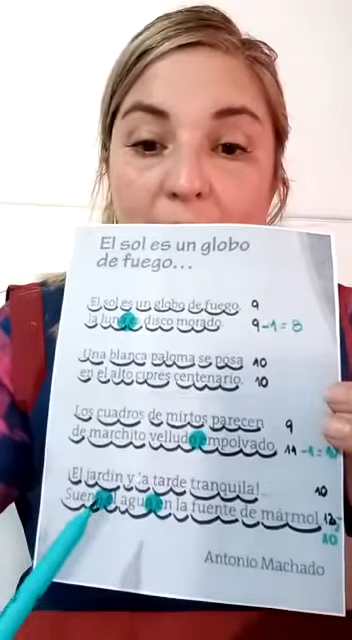 El sol es un globo
de fuego...
El sol es un globo de fuego, 9
la luna es disco morado. 9-1=8
Una blanca paloma se posa 10
en el alto ciprés centenario. 10
Los cuadros de mirtos parecen 9
de marchito velludo empolvado. 11-1=
¡El jardín y la tarde tranquila!... 10
Suena el agua en la fuente de mármol. 12
10
Antonio Machado